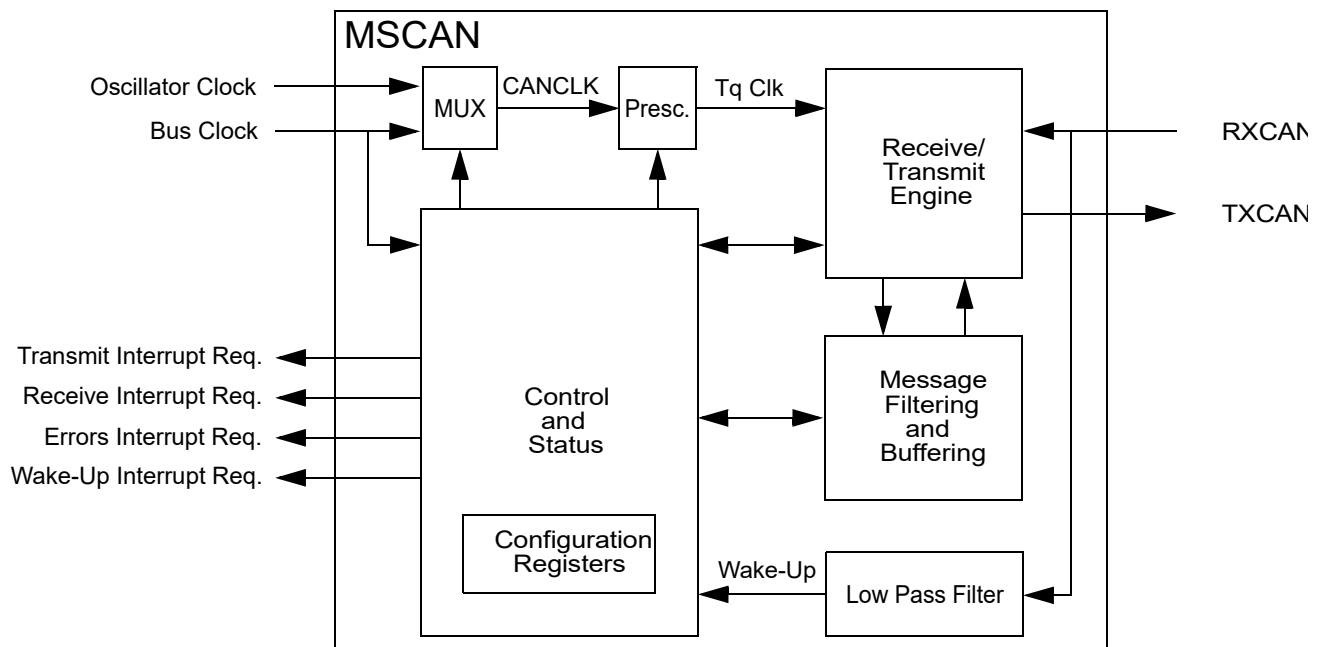 MSCAN
Oscillator Clock
Bus Clock
MUX
CANCLK
Presc.
Tq Clk
Receive/
Transmit
Engine
RXCAN
TXCAN
Transmit Interrupt Req.
Receive Interrupt Req.
Errors Interrupt Req.
Wake-Up Interrupt Req.
Control
and
Status
Message
Filtering
and
Buffering
Configuration
Registers
Wake-Up
Low Pass Filter